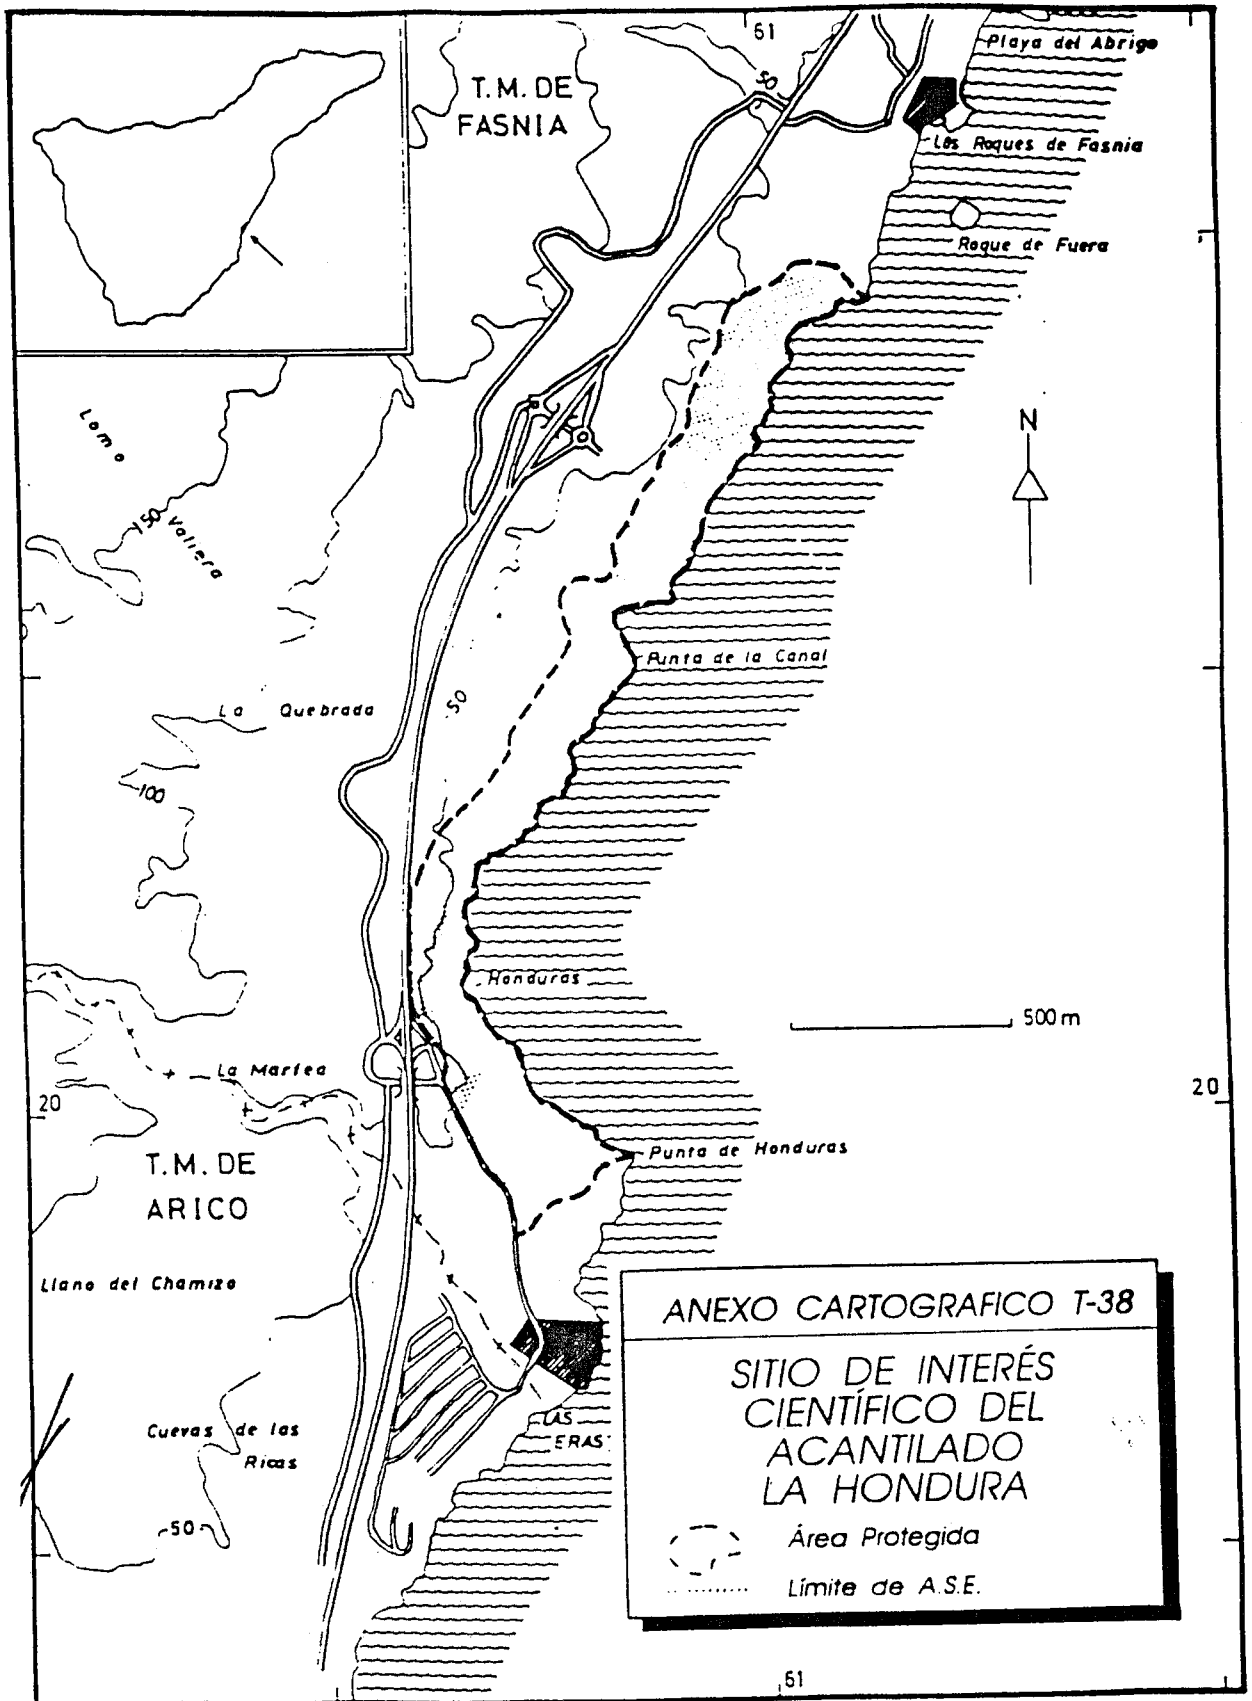 61
Playa del Abrigo
T.M. DE
FASNIA
50
Los Roques de Fasnia
Roque de Fuera
Lomo
N
150
Valiera
Punta de la Canal
50
La Quebrada
100
Honduras
500 m
La Marfea
20
20
Punta de Honduras
T.M. DE
ARICO
Llano del Chamizo
ANEXO CARTOGRAFICO T-38
SITIO DE INTERÉS
CIENTÍFICO DEL
ACANTILADO
LA HONDURA
LAS
ERAS
Cuevas de las
Ricas
50
Área Protegida
Límite de A.S.E.
61